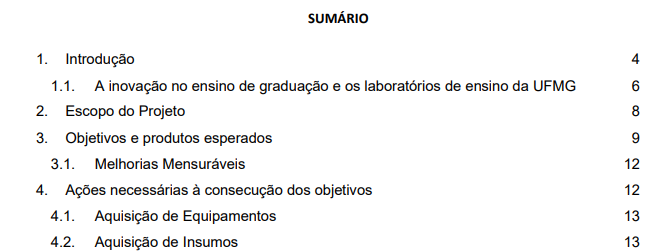 SUMÁRIO
1. Introdução 4
1.1. A inovação no ensino de graduação e os laboratórios de ensino da UFMG 6
2. Escopo do Projeto 8
3. Objetivos e produtos esperados 9
3.1. Melhorias Mensuráveis 12
4. Ações necessárias à consecução dos objetivos 12
4.1. Aquisição de Equipamentos 13
4.2. Aquisição de Insumos 13